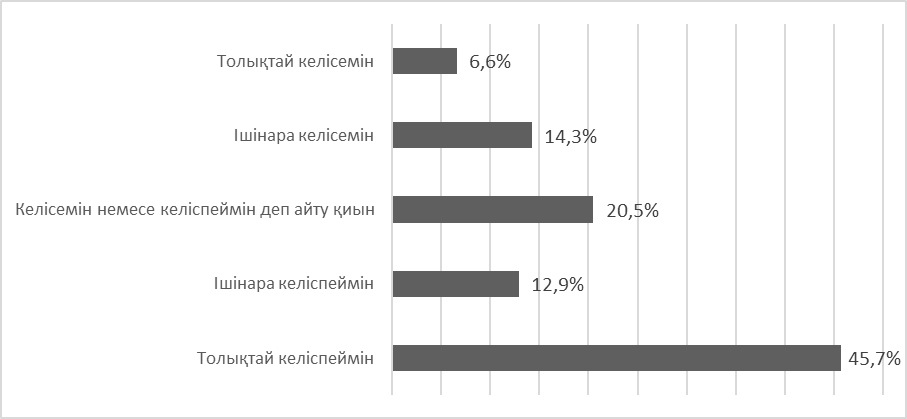 Толықтай келісемін
6,6%
Ішінара келісемін
14,3%
Келісемін немесе келіспеймін деп айту қиын
20,5%
Ішінара келіспеймін
12,9%
Толықтай келіспеймін
45,7%